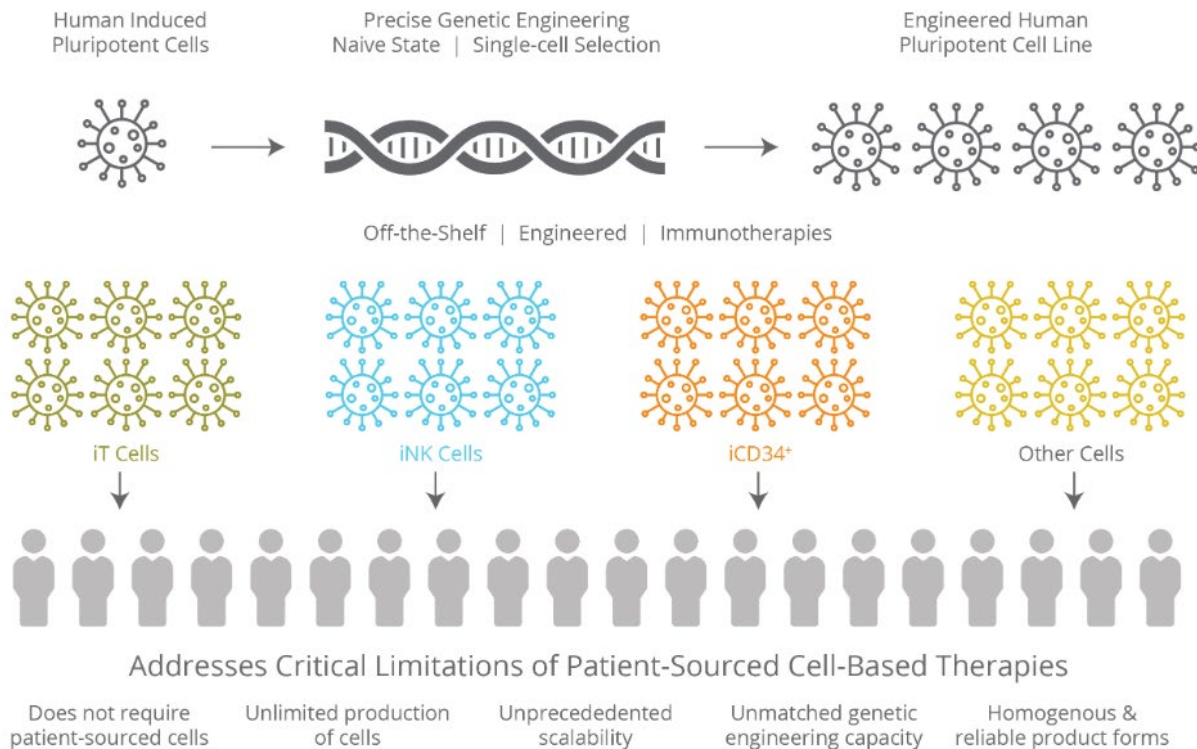 Human Induced
Pluripotent Cells
Precise Genetic Engineering
Naive State | Single-cell Selection
Engineered Human
Pluripotent Cell Line
Off-the-Shelf | Engineered | Immunotherapies
iT Cells
iNK Cells
iCD34⁺
Other Cells
Addresses Critical Limitations of Patient-Sourced Cell-Based Therapies
Does not require
patient-sourced cells
Unlimited production
of cells
Unprecededented
scalability
Unmatched genetic
engineering capacity
Homogenous &
reliable product forms